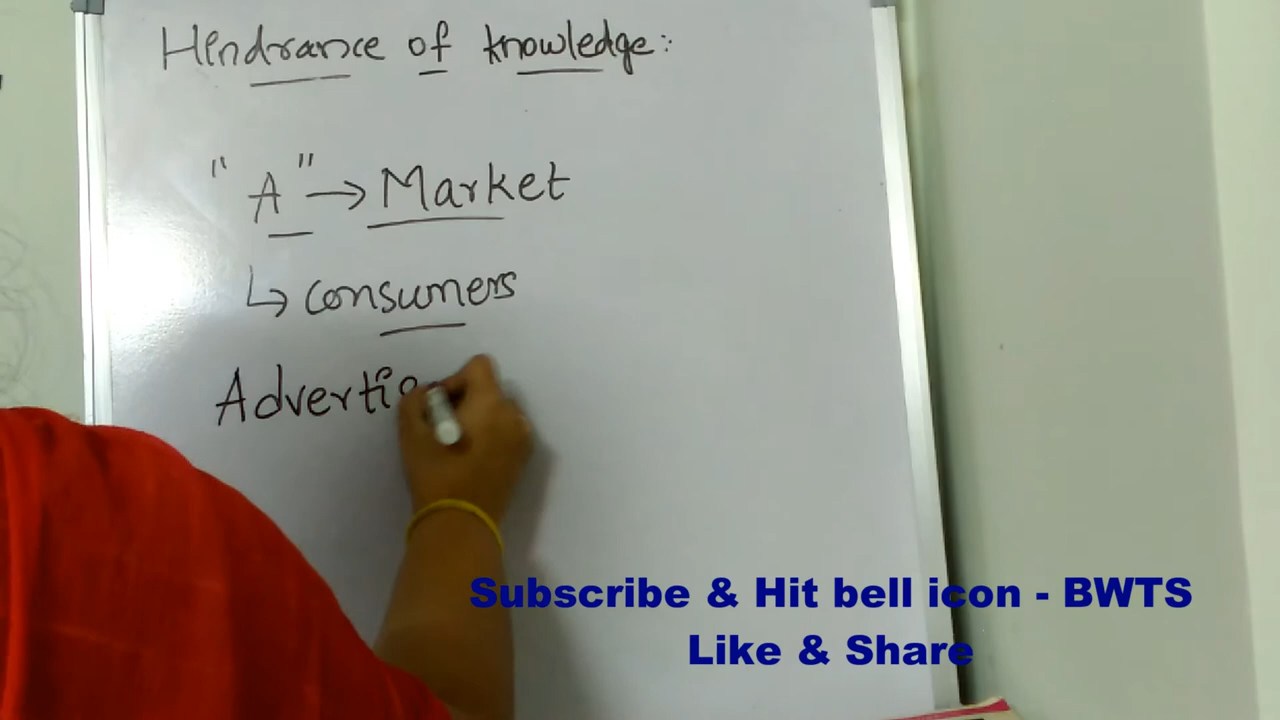 Hindrance of knowledge:
"A" → Market
↳ consumers
Advertis
Subscribe & Hit bell icon - BWTS
Like & Share